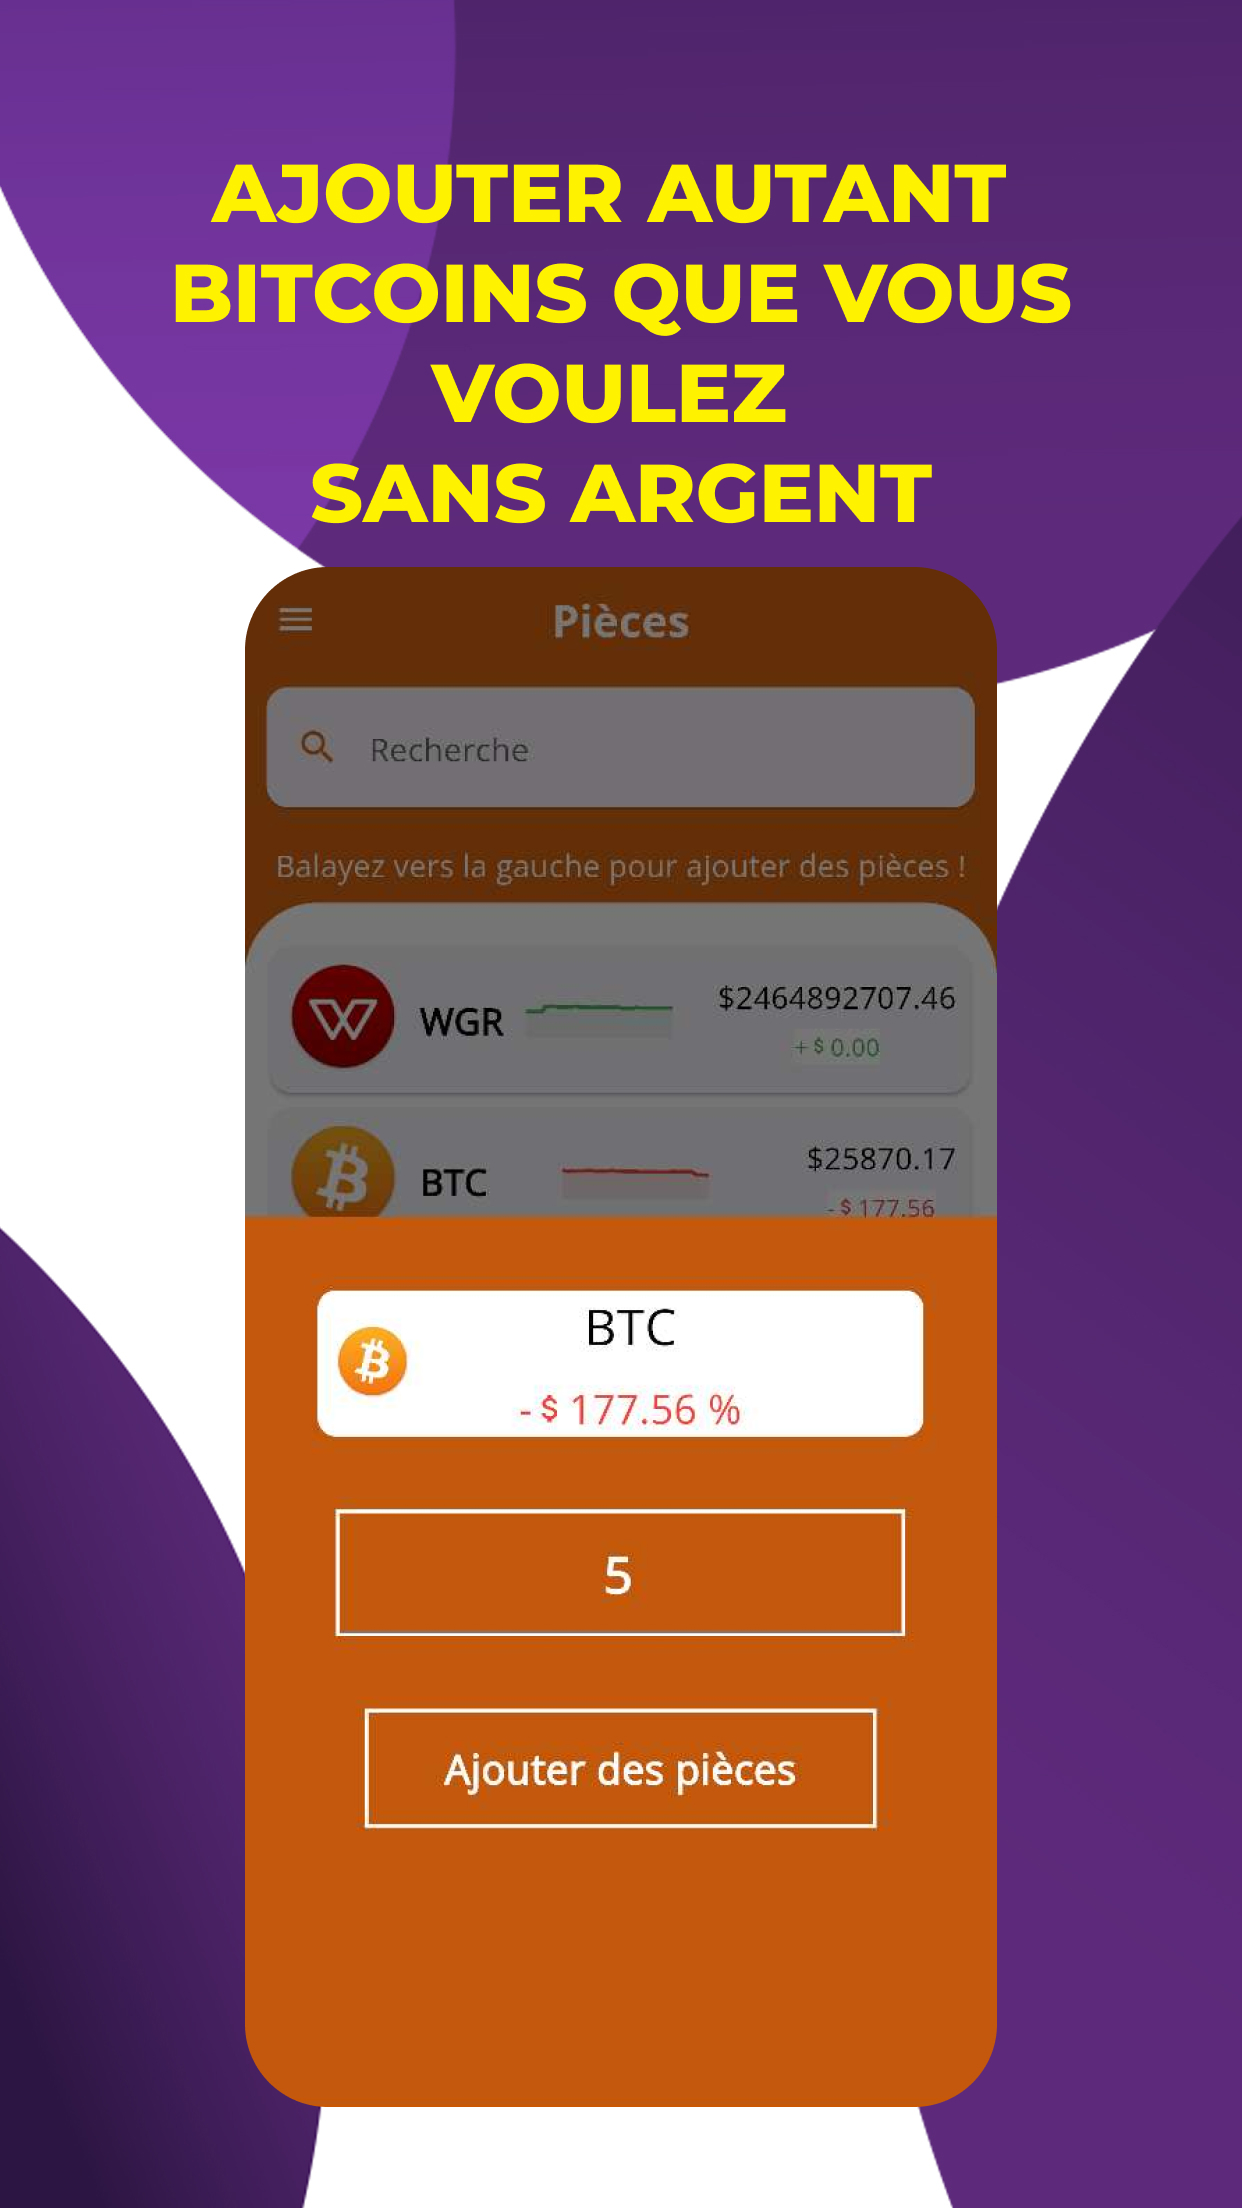 AJOUTER AUTANT
BITCOINS QUE VOUS
VOULEZ
SANS ARGENT
Pièces
Recherche
Balayez vers la gauche pour ajouter des pièces !
WGR
$2464892707.46
+ $ 0.00
BTC
$25870.17
- $ 177.56
BTC
- $ 177.56 %
5
Ajouter des pièces